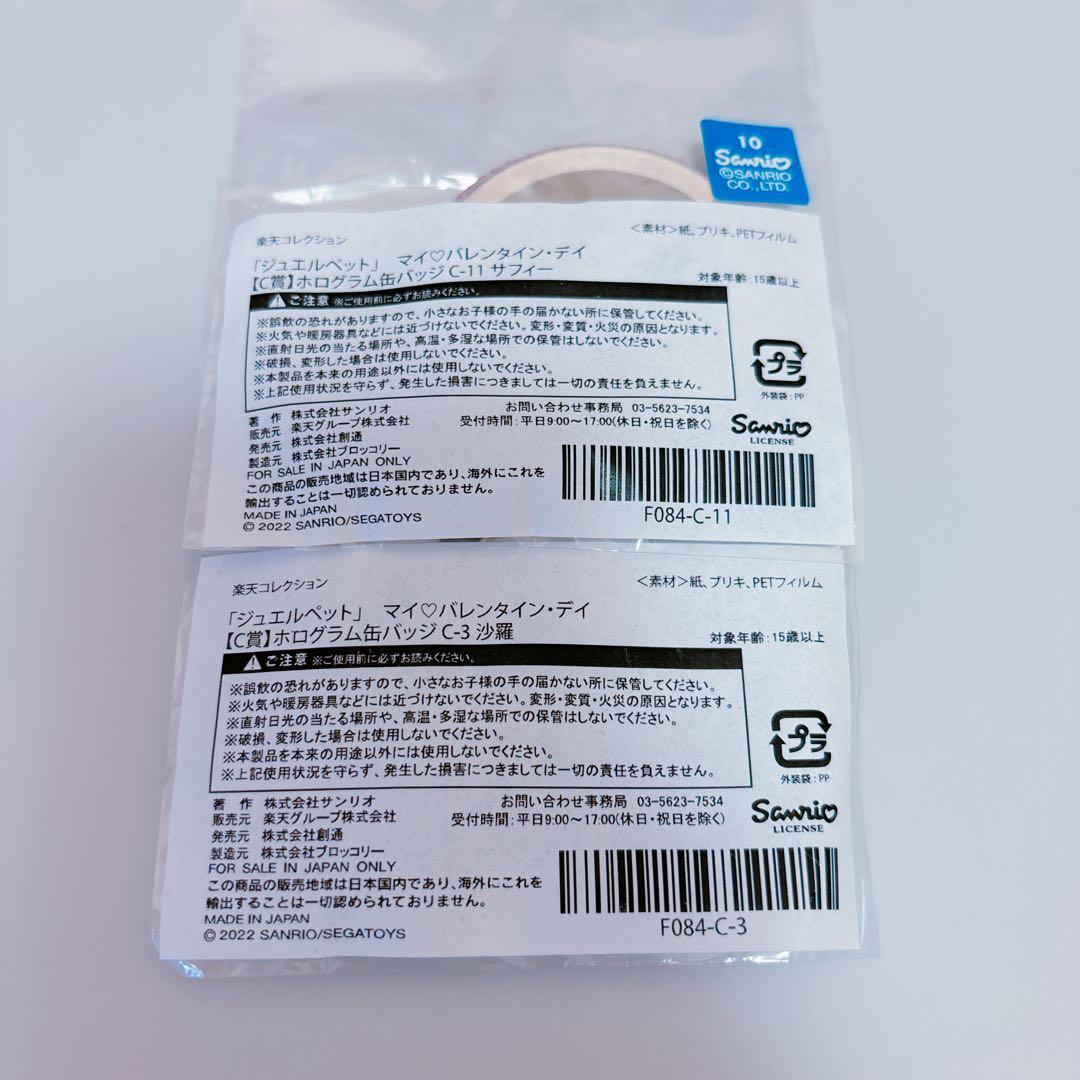 10
Sanrio
©SANRIO
CO.,LTD.
楽天コレクション
<素材>紙、ブリキ、PETフィルム
「ジュエルペット」 マイ♡バレンタイン・デイ
【C賞】ホログラム缶バッジ C-11 サフィー
対象年齢:15歳以上
ご注意 ※ご使用前に必ずお読みください。
※誤飲の恐れがありますので、小さなお子様の手の届かない所に保管してください。
※火気や暖房器具などには近づけないでください。変形・変質・火災の原因となります。
※直射日光の当たる場所や、高温・多湿な場所での保管はしないでください。
※破損、変形した場合は使用しないでください。
※本製品を本来の用途以外には使用しないでください。
※上記使用状況を守らず、発生した損害につきましては一切の責任を負えません。
プラ
外装袋:PP
著 作 株式会社サンリオ
販売元 楽天グループ株式会社
発売元 株式会社創通
製造元 株式会社ブロッコリー
お問い合わせ事務局 03-5623-7534
受付時間:平日9:00~17:00(休日・祝日を除く)
Sanrio
LICENSE
FOR SALE IN JAPAN ONLY
この商品の販売地域は日本国内であり、海外にこれを
輸出することは一切認められておりません。
MADE IN JAPAN
© 2022 SANRIO/SEGATOYS
F084-C-11
楽天コレクション
<素材>紙、ブリキ、PETフィルム
「ジュエルペット」 マイ♡バレンタイン・デイ
【C賞】ホログラム缶バッジ C-3 沙羅
対象年齢:15歳以上
ご注意 ※ご使用前に必ずお読みください。
※誤飲の恐れがありますので、小さなお子様の手の届かない所に保管してください。
※火気や暖房器具などには近づけないでください。変形・変質・火災の原因となります。
※直射日光の当たる場所や、高温・多湿な場所での保管はしないでください。
※破損、変形した場合は使用しないでください。
※本製品を本来の用途以外には使用しないでください。
※上記使用状況を守らず、発生した損害につきましては一切の責任を負えません。
プラ
外装袋:PP
著 作 株式会社サンリオ
販売元 楽天グループ株式会社
発売元 株式会社創通
製造元 株式会社ブロッコリー
お問い合わせ事務局 03-5623-7534
受付時間:平日9:00~17:00(休日・祝日を除く)
Sanrio
LICENSE
FOR SALE IN JAPAN ONLY
この商品の販売地域は日本国内であり、海外にこれを
輸出することは一切認められておりません。
MADE IN JAPAN
© 2022 SANRIO/SEGATOYS
F084-C-3